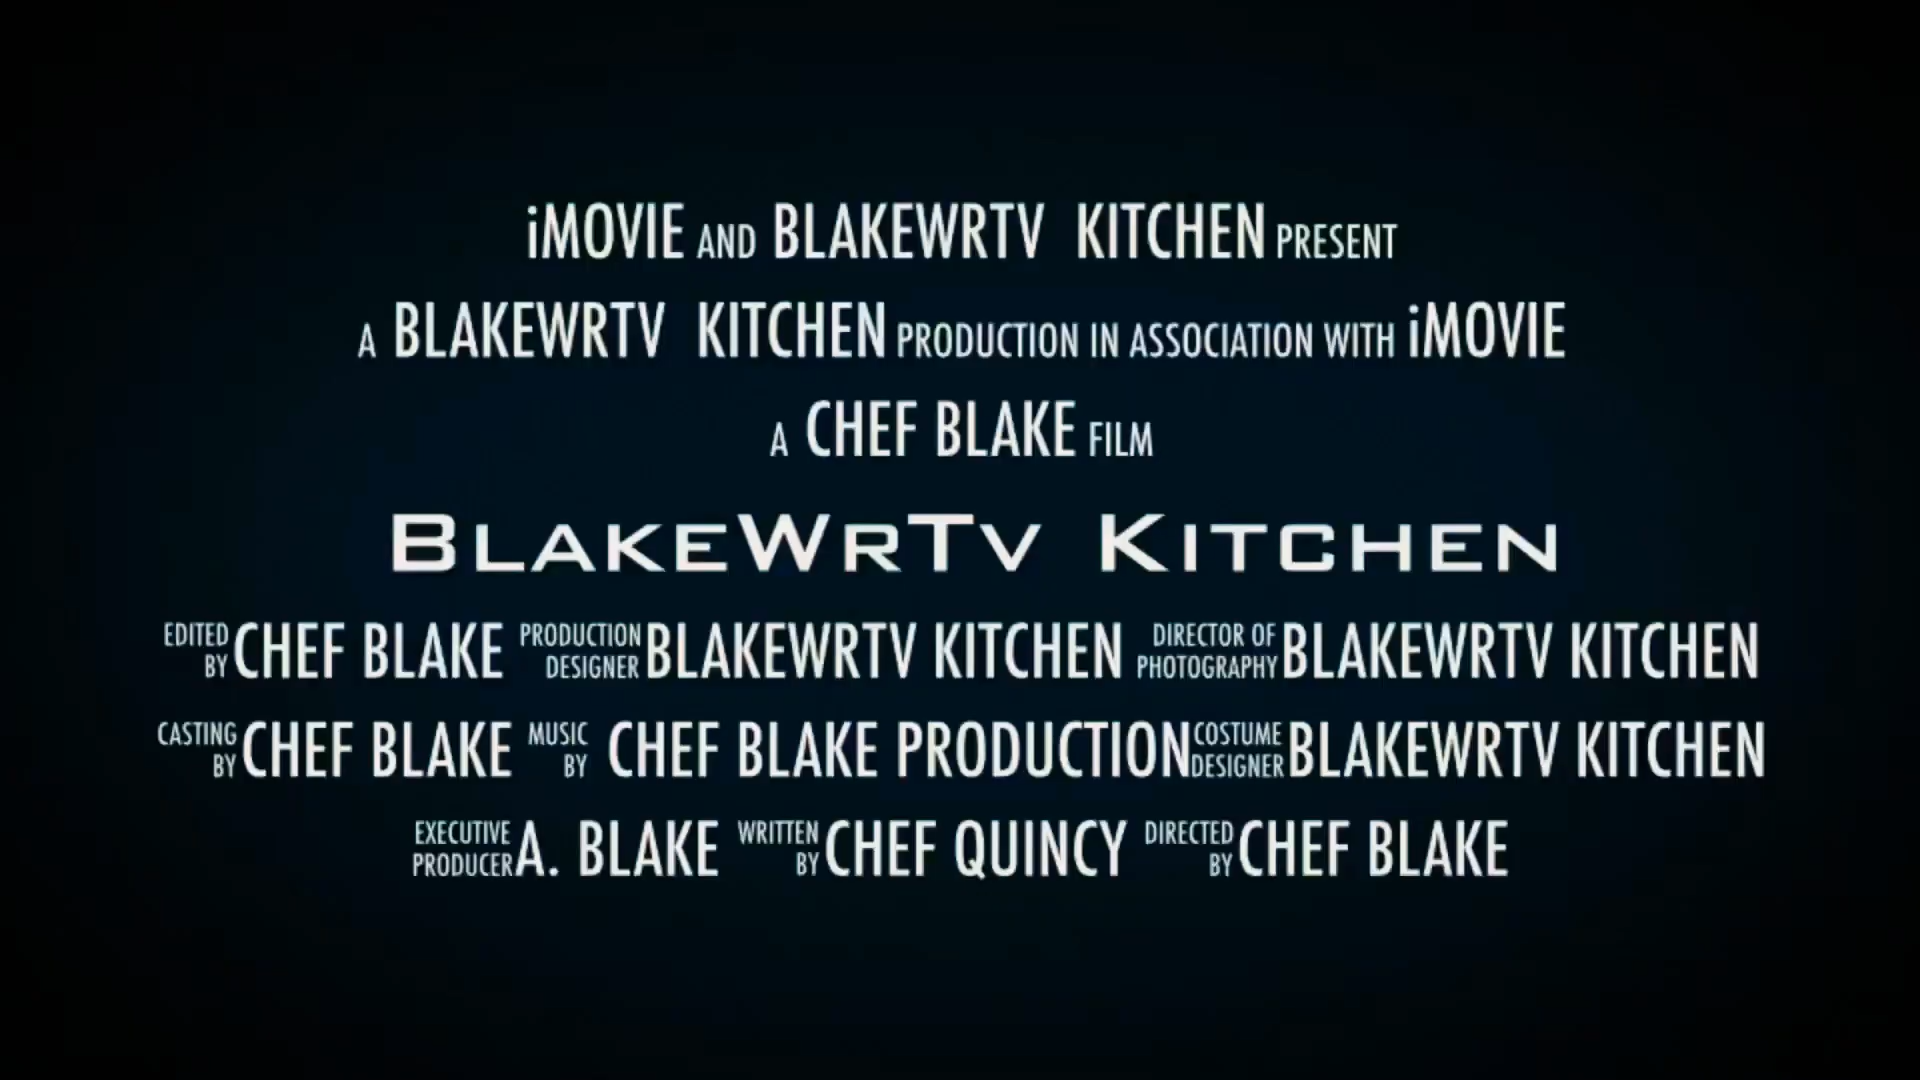 iMOVIE AND BLAKEWRTV KITCHEN PRESENT
A BLAKEWRTV KITCHEN PRODUCTION IN ASSOCIATION WITH iMOVIE
A CHEF BLAKE FILM
BLAKEWRTV KITCHEN
EDITED BY CHEF BLAKE PRODUCTION DESIGNER BLAKEWRTV KITCHEN DIRECTOR OF PHOTOGRAPHY BLAKEWRTV KITCHEN
CASTING BY CHEF BLAKE MUSIC BY CHEF BLAKE PRODUCTION COSTUME DESIGNER BLAKEWRTV KITCHEN
EXECUTIVE PRODUCER A. BLAKE WRITTEN BY CHEF QUINCY DIRECTED BY CHEF BLAKE